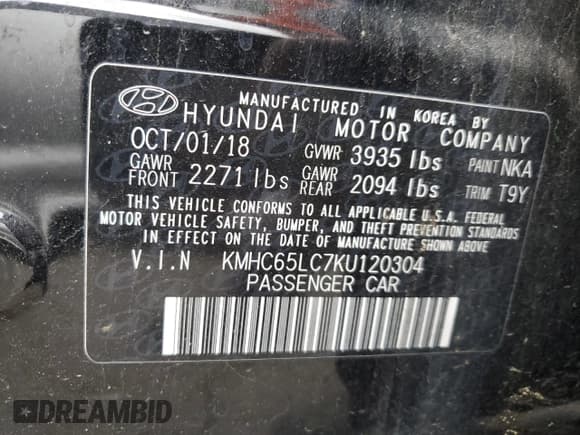 MANUFACTURED IN KOREA BY
HYUNDAI MOTOR COMPANY
OCT/01/18 GVWR 3935 lbs PAINT NKA
GAWR FRONT 2271 lbs GAWR REAR 2094 lbs TRIM T9Y
THIS VEHICLE CONFORMS TO ALL APPLICABLE U.S.A. FEDERAL
MOTOR VEHICLE SAFETY, BUMPER, AND THEFT PREVENTION STANDARDS
IN EFFECT ON THE DATE OF MANUFACTURE SHOWN ABOVE
V.I.N KMHC65LC7KU120304
PASSENGER CAR
DREAMBID